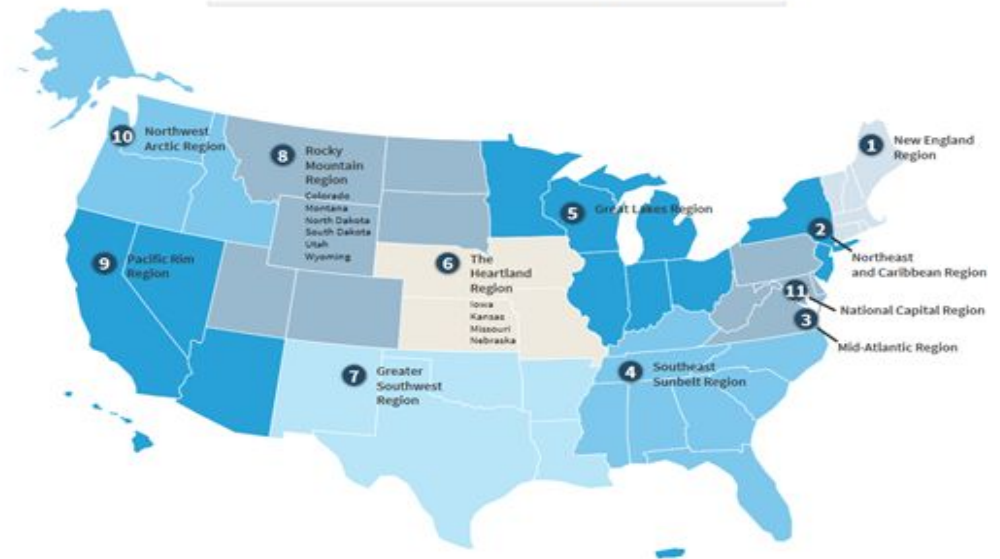 10
Northwest
Arctic Region
8
Rocky
Mountain
Region
Colorado
Montana
North Dakota
South Dakota
Utah
Wyoming
1
New England
Region
5
Great Lakes Region
2
Northeast
and Caribbean Region
9
Pacific Rim
Region
6
The
Heartland
Region
Iowa
Kansas
Missouri
Nebraska
11
National Capital Region
3
Mid-Atlantic Region
7
Greater
Southwest
Region
4
Southeast
Sunbelt Region